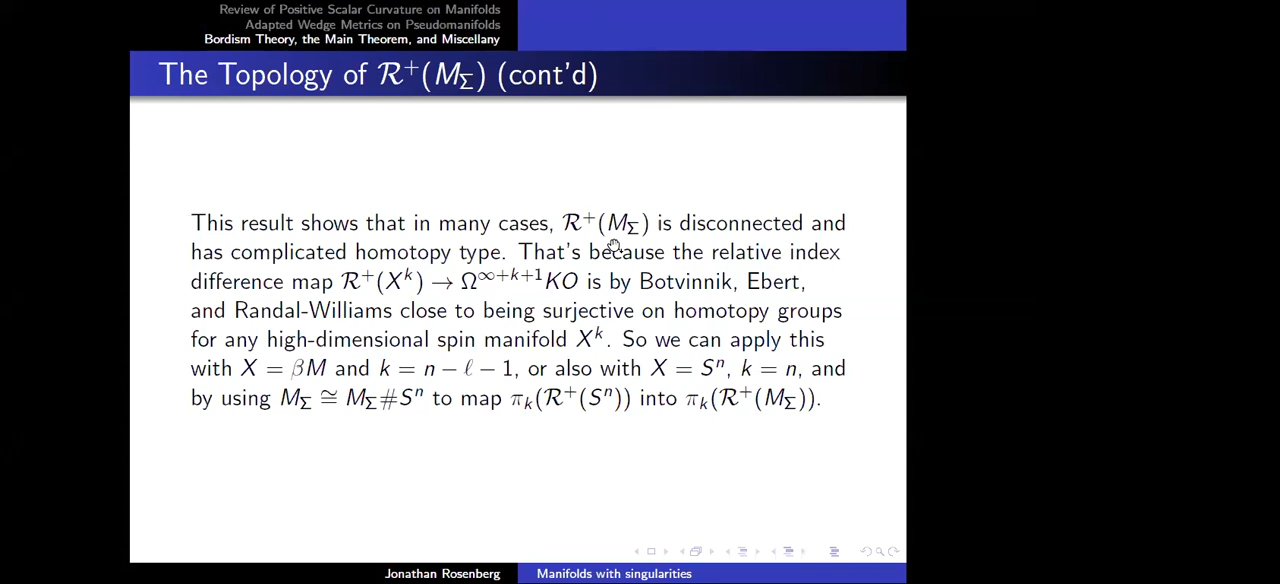 Review of Positive Scalar Curvature on Manifolds
Adapted Wedge Metrics on Pseudomanifolds
Bordism Theory, the Main Theorem, and Miscellany
The Topology of ℛ⁺(M_Σ) (cont'd)
This result shows that in many cases, ℛ⁺(M_Σ) is disconnected and
has complicated homotopy type. That's because the relative index
difference map ℛ⁺(Xᵏ) → Ω^{∞+k+1}KO is by Botvinnik, Ebert,
and Randal-Williams close to being surjective on homotopy groups
for any high-dimensional spin manifold Xᵏ. So we can apply this
with X = βM and k = n − ℓ − 1, or also with X = Sⁿ, k = n, and
by using M_Σ ≅ M_Σ#Sⁿ to map π_k(ℛ⁺(Sⁿ)) into π_k(ℛ⁺(M_Σ)).
Jonathan Rosenberg
Manifolds with singularities